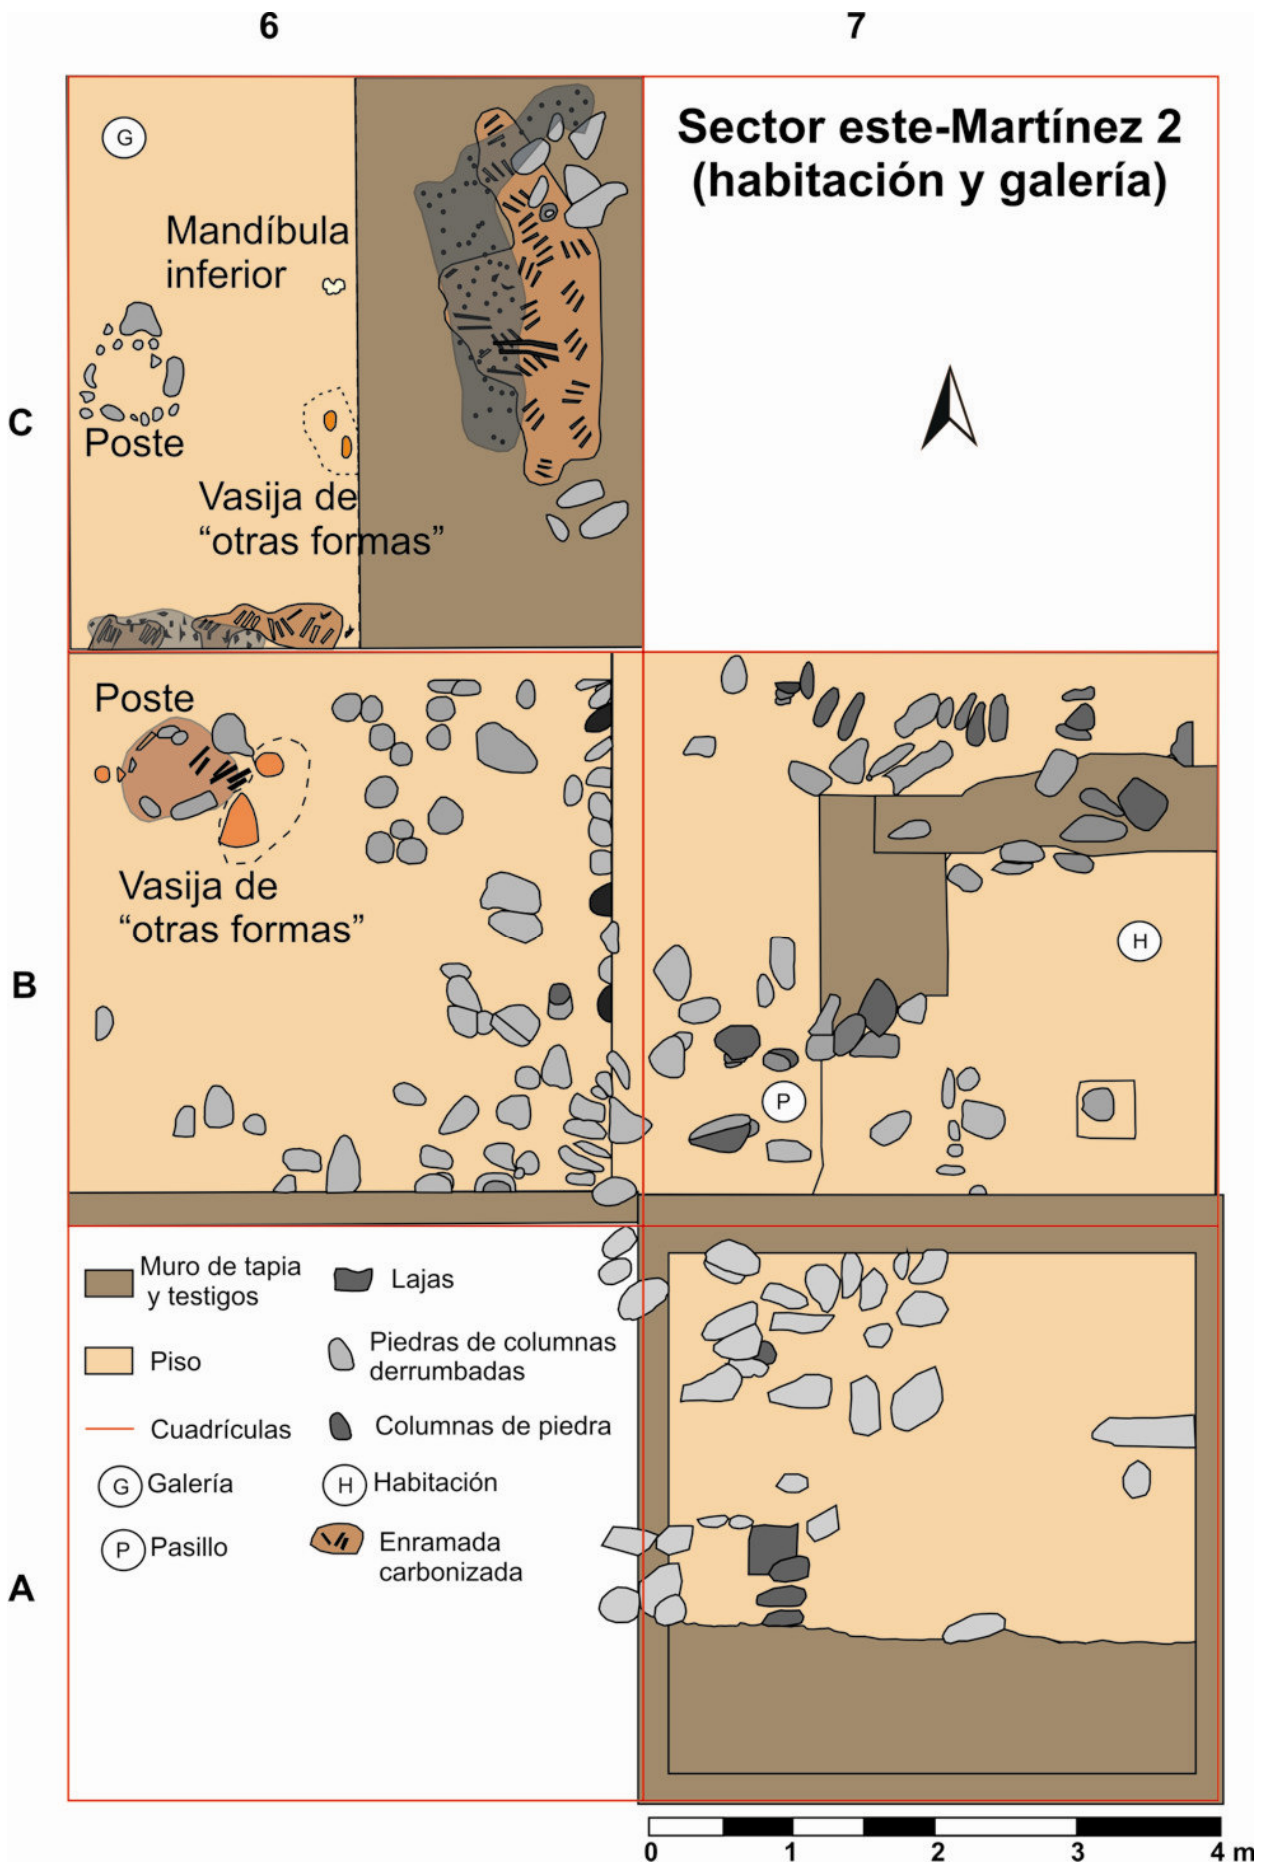 6
7
Sector este-Martínez 2
(habitación y galería)
G
Mandíbula
inferior
C
Poste
Vasija de
“otras formas”
Poste
Vasija de
“otras formas”
H
B
P
Muro de tapia
y testigos
Lajas
Piso
Piedras de columnas
derrumbadas
Cuadrículas
Columnas de piedra
G Galería
H Habitación
P Pasillo
Enramada
carbonizada
A
0 1 2 3 4 m